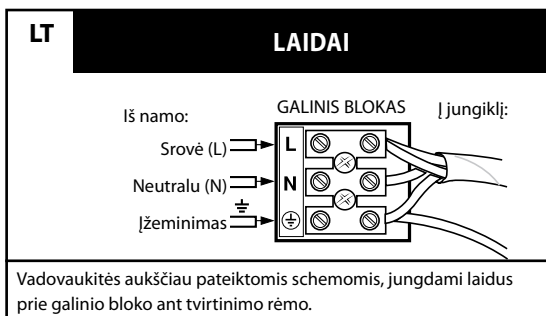 LT
LAIDAI
Iš namo:
GALINIS BLOKAS
Į jungiklį:
Srovė (L)
L
Neutralu (N)
N
Įžeminimas
Vadovaukitės aukščiau pateiktomis schemomis, jungdami laidus
prie galinio bloko ant tvirtinimo rėmo.